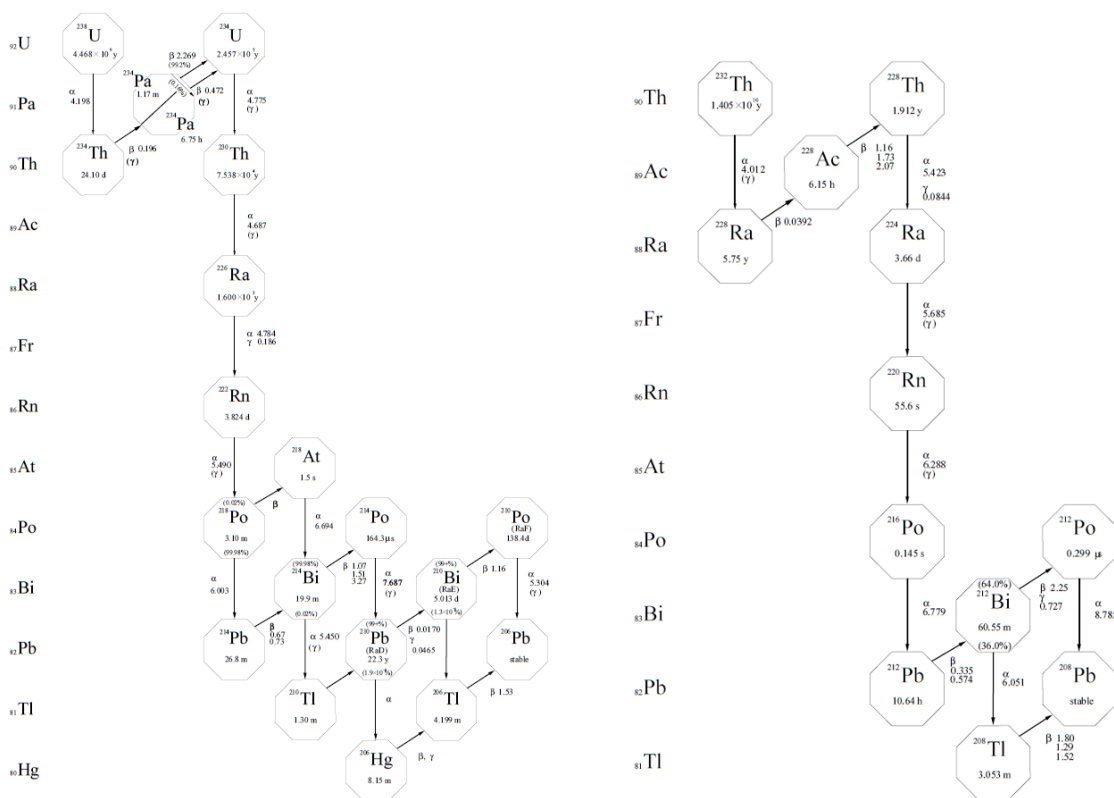 92U
91Pa
90Th
89Ac
88Ra
87Fr
86Rn
85At
84Po
83Bi
82Pb
81Tl
80Hg
238U
4.468×10⁹ y
α
4.198
234Th
24.10 d
β 0.196
(γ)
234Pa
1.17 m
(0.16%)
234Pa
6.75 h
β 2.269
(99.2%)
β 0.472
(γ)
234U
2.457×10⁵ y
α
4.775
(γ)
230Th
7.538×10⁴ y
α
4.687
(γ)
226Ra
1.600×10³ y
α 4.784
γ 0.186
222Rn
3.824 d
α
5.490
(γ)
(0.02%)
218Po
3.10 m
(99.98%)
β
218At
1.5 s
α
6.694
α
6.003
214Pb
26.8 m
β
0.67
0.73
(99.98%)
214Bi
19.9 m
(0.02%)
β 1.07
1.51
3.27
214Po
164.3μs
α
7.687
(γ)
α 5.450
(γ)
210Tl
1.30 m
(99+%)
210Pb
(RaD)
22.3 y
β 0.0170
γ
0.0465
(99+%)
210Bi
(RaE)
5.013 d
β 1.16
210Po
(RaF)
138.4d
α
5.304
(γ)
206Pb
stable
α
206Hg
8.15 m
β, γ
206Tl
4.199 m
β 1.53
90Th
89Ac
88Ra
87Fr
86Rn
85At
84Po
83Bi
82Pb
81Tl
232Th
1.405×10¹⁰ y
α
4.012
(γ)
228Ra
5.75 y
β 0.0392
228Ac
6.15 h
β 1.16
1.73
2.07
228Th
1.912 y
α
5.423
γ
0.0844
224Ra
3.66 d
α
5.685
(γ)
220Rn
55.6 s
α
6.288
(γ)
216Po
0.145 s
α
6.779
212Pb
10.64 h
β
0.335
0.574
(64.0%)
212Bi
60.55 m
(36.0%)
β 2.25
γ
0.727
212Po
0.299 μs
α
8.785
α
6.051
208Tl
3.053 m
β 1.80
1.29
1.52
208Pb
stable